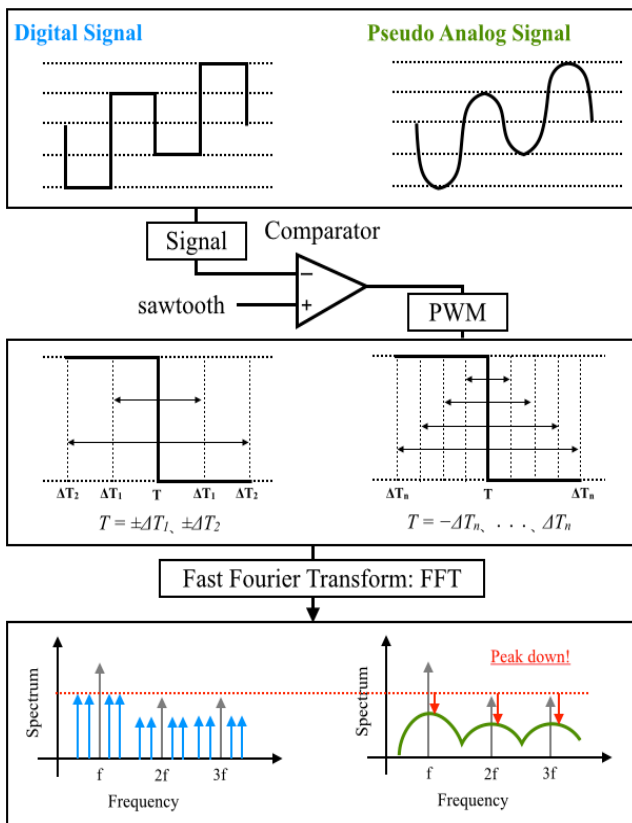 Digital Signal
Pseudo Analog Signal
Signal
Comparator
−
sawtooth
+
PWM
ΔT₂ ΔT₁ T ΔT₁ ΔT₂
T = ±ΔT₁、±ΔT₂
ΔTₙ T ΔTₙ
T = −ΔTₙ、. . . 、ΔTₙ
Fast Fourier Transform: FFT
Spectrum
f 2f 3f
Frequency
Peak down!
Spectrum
f 2f 3f
Frequency